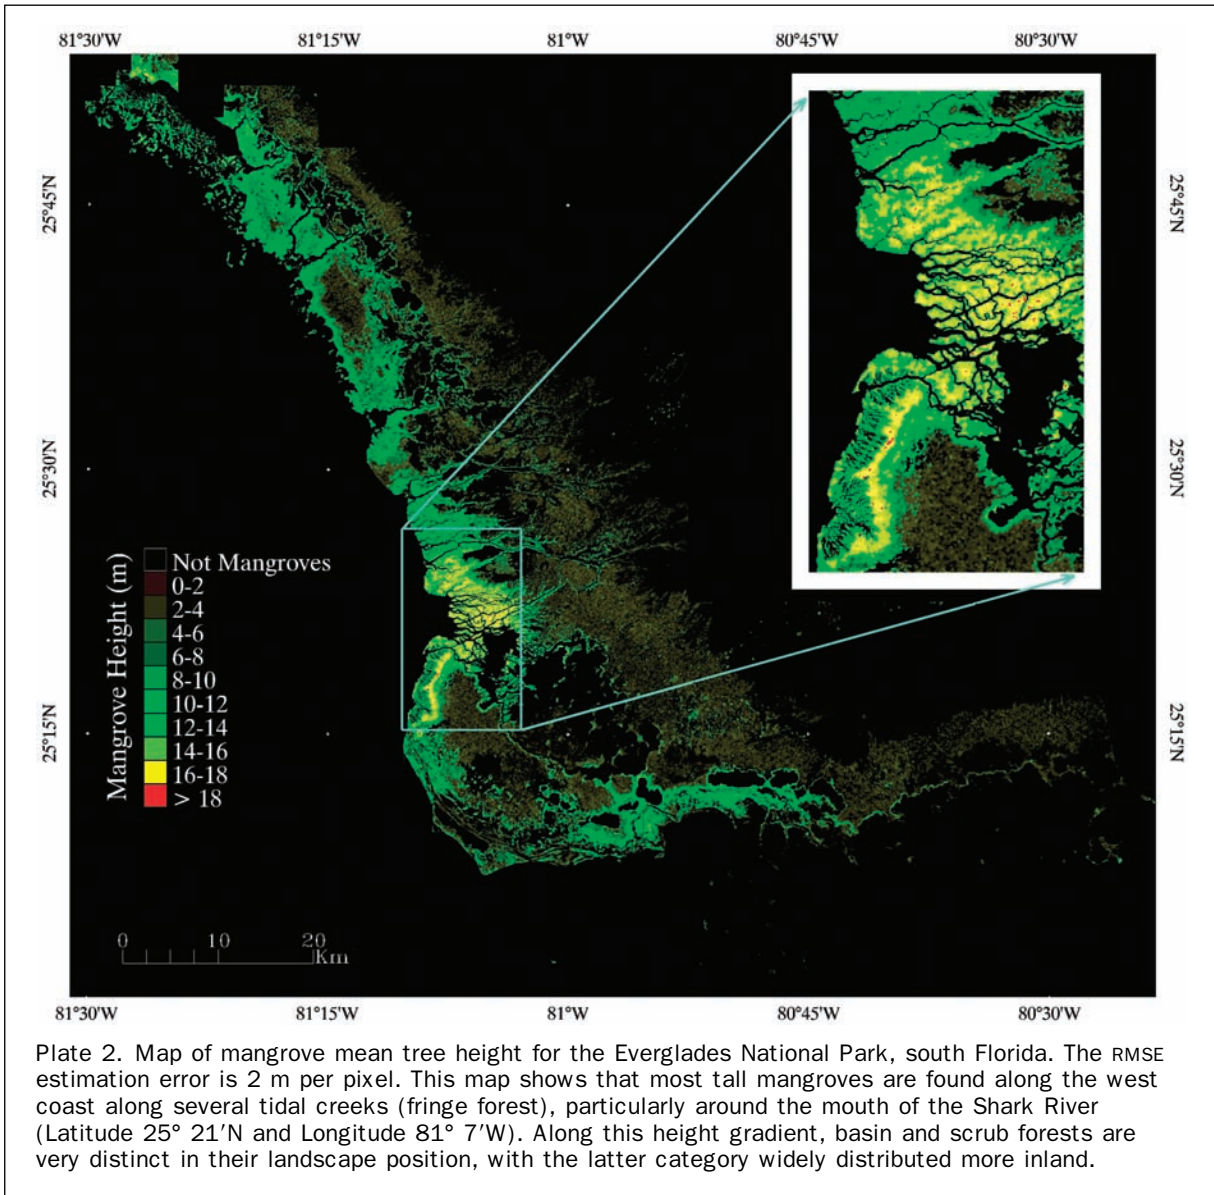 81°30'W 81°15'W 81°W 80°45'W 80°30'W
25°45'N
25°45'N
25°30'N
25°30'N
25°15'N
25°15'N
Mangrove Height (m)
Not Mangroves
0-2
2-4
4-6
6-8
8-10
10-12
12-14
14-16
16-18
> 18
0 10 20
Km
81°30'W 81°15'W 81°W 80°45'W 80°30'W
Plate 2. Map of mangrove mean tree height for the Everglades National Park, south Florida. The RMSE
estimation error is 2 m per pixel. This map shows that most tall mangroves are found along the west
coast along several tidal creeks (fringe forest), particularly around the mouth of the Shark River
(Latitude 25° 21′N and Longitude 81° 7′W). Along this height gradient, basin and scrub forests are
very distinct in their landscape position, with the latter category widely distributed more inland.